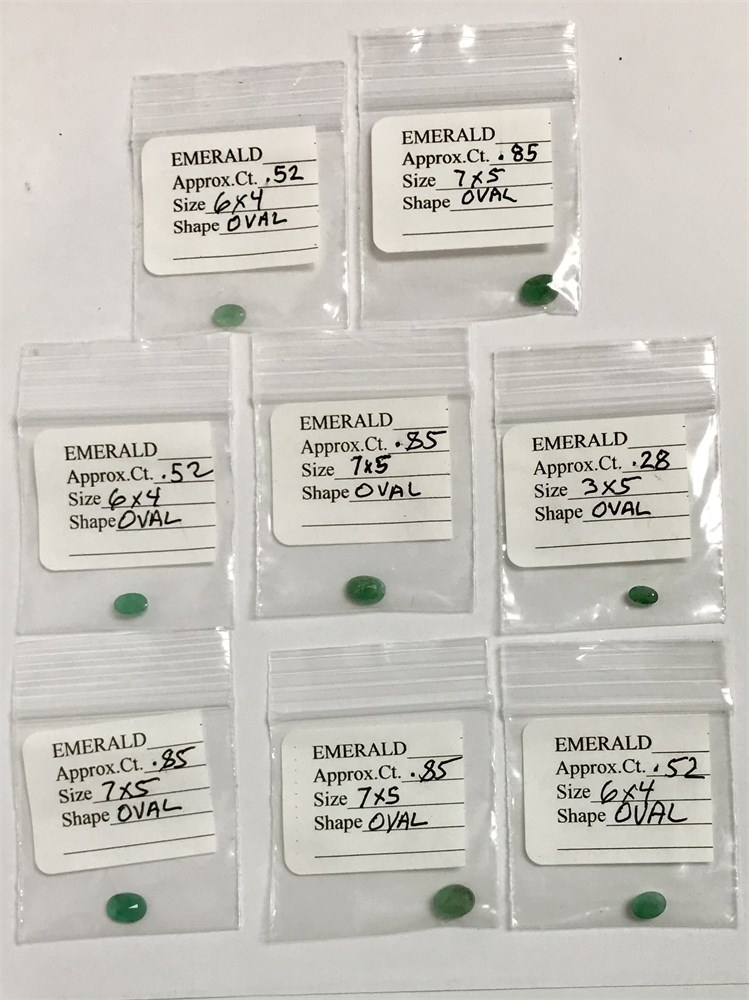 EMERALD
Approx.Ct. .52
Size 6x4
Shape OVAL
EMERALD
Approx.Ct. .85
Size 7x5
Shape OVAL
EMERALD
Approx.Ct. .52
Size 6x4
Shape OVAL
EMERALD
Approx.Ct. .85
Size 7x5
Shape OVAL
EMERALD
Approx.Ct. .28
Size 3x5
Shape OVAL
EMERALD
Approx.Ct. .85
Size 7x5
Shape OVAL
EMERALD
Approx.Ct. .85
Size 7x5
Shape OVAL
EMERALD
Approx.Ct. .52
Size 6x4
Shape OVAL